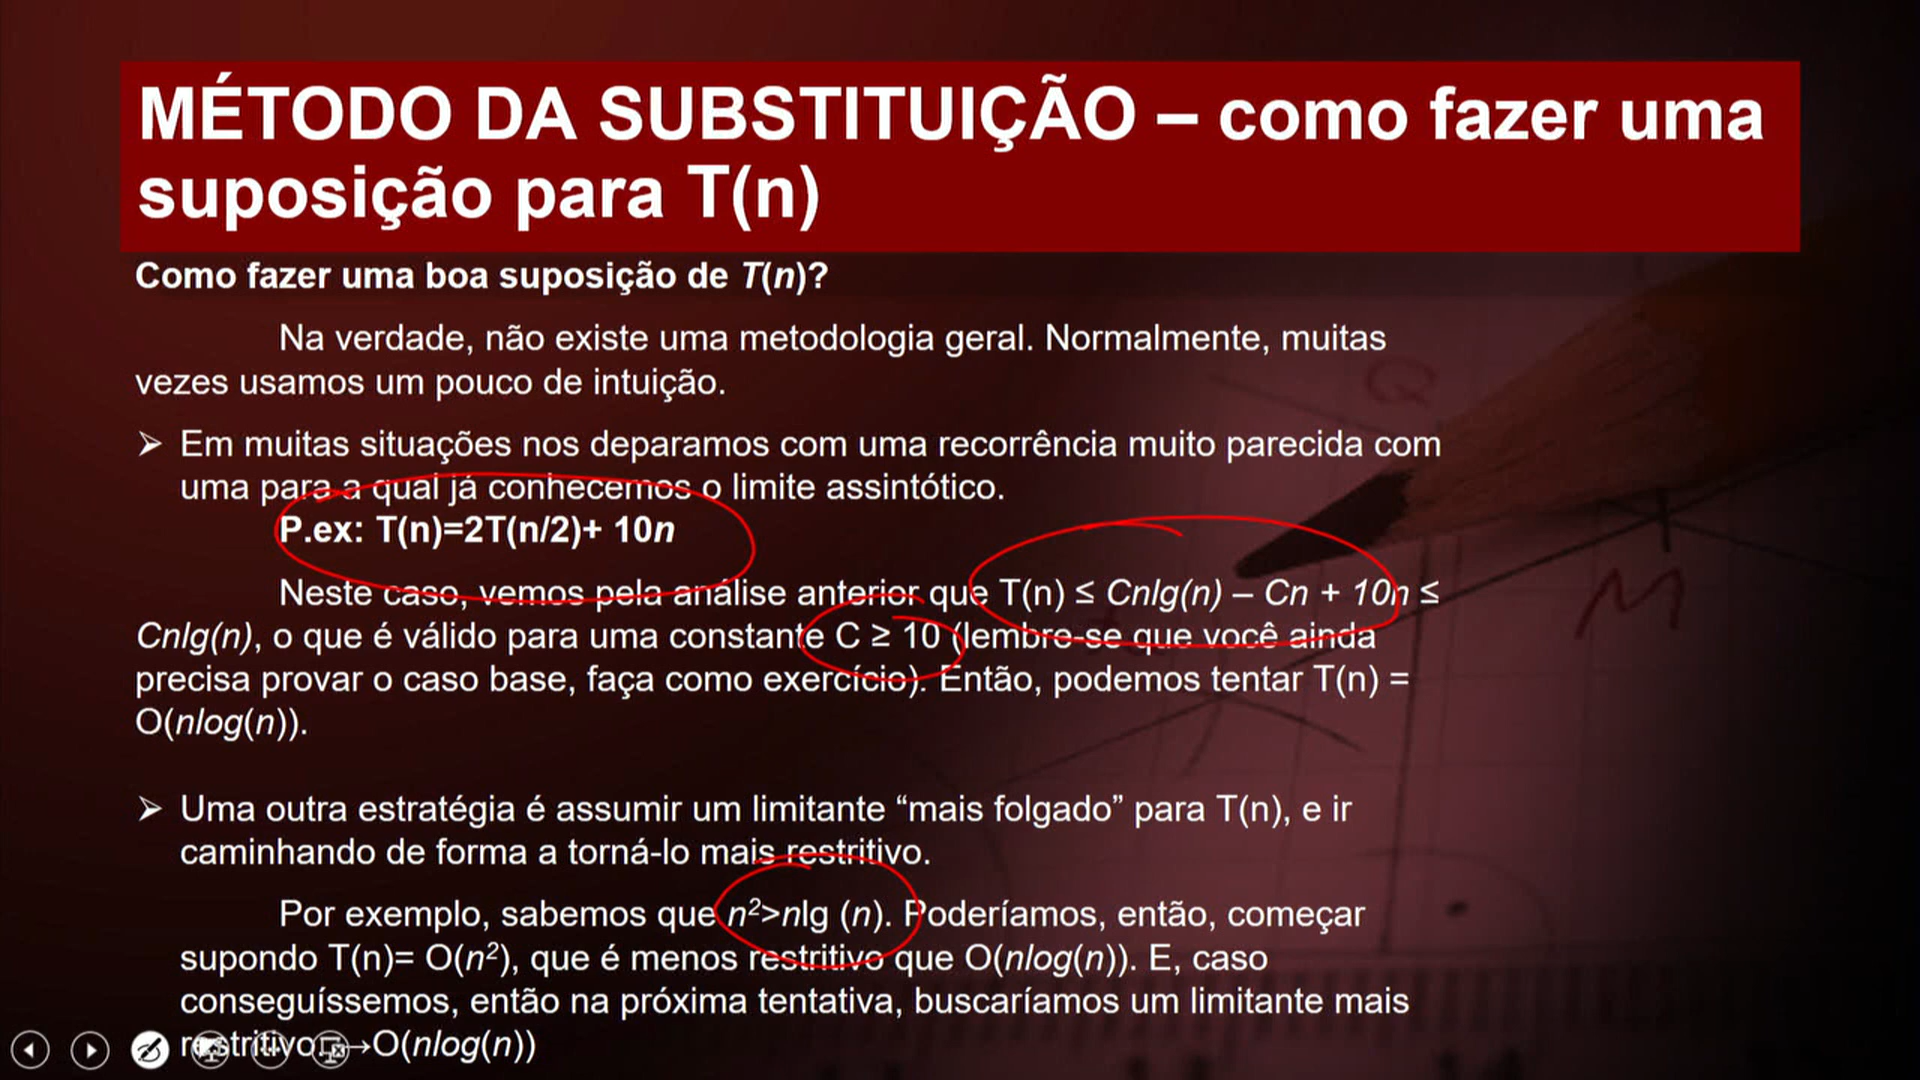 MÉTODO DA SUBSTITUIÇÃO – como fazer uma
suposição para T(n)
Como fazer uma boa suposição de T(n)?
Na verdade, não existe uma metodologia geral. Normalmente, muitas
vezes usamos um pouco de intuição.
➢ Em muitas situações nos deparamos com uma recorrência muito parecida com
uma para a qual já conhecemos o limite assintótico.
P.ex: T(n)=2T(n/2)+ 10n
Neste caso, vemos pela análise anterior que T(n) ≤ Cnlg(n) – Cn + 10n ≤
Cnlg(n), o que é válido para uma constante C ≥ 10 (lembre-se que você ainda
precisa provar o caso base, faça como exercício). Então, podemos tentar T(n) =
O(nlog(n)).
➢ Uma outra estratégia é assumir um limitante “mais folgado” para T(n), e ir
caminhando de forma a torná-lo mais restritivo.
Por exemplo, sabemos que n²>nlg (n). Poderíamos, então, começar
supondo T(n)= O(n²), que é menos restritivo que O(nlog(n)). E, caso
conseguíssemos, então na próxima tentativa, buscaríamos um limitante mais
restritivo →O(nlog(n))
Q
M